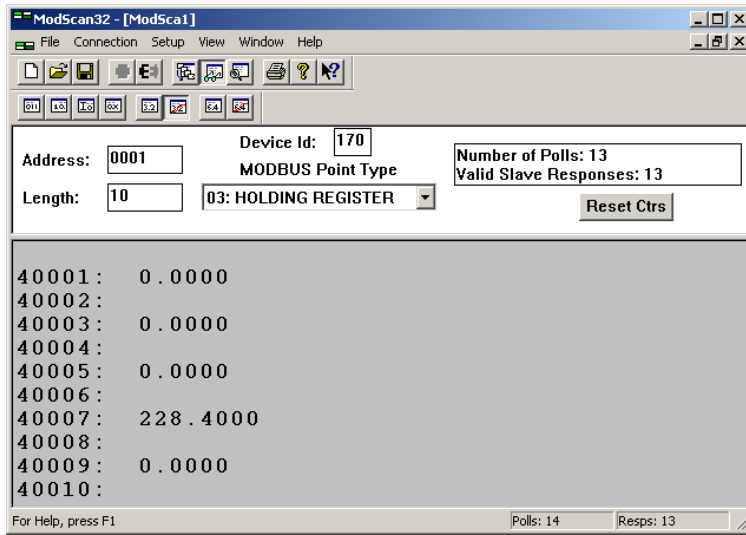 ModScan32 - [ModSca1]
File Connection Setup View Window Help
Address: 0001
Device Id: 170
MODBUS Point Type
Length: 10
03: HOLDING REGISTER
Number of Polls: 13
Valid Slave Responses: 13
Reset Ctrs
40001: 0.0000
40002:
40003: 0.0000
40004:
40005: 0.0000
40006:
40007: 228.4000
40008:
40009: 0.0000
40010:
For Help, press F1
Polls: 14
Resps: 13